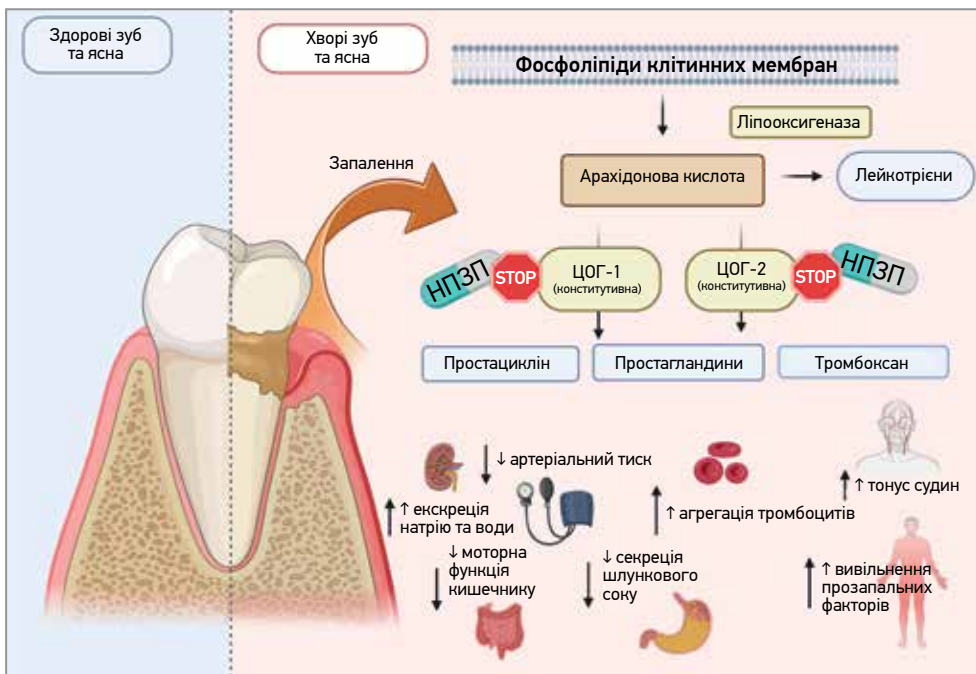 Здорові зуб
та ясна
Хворі зуб
та ясна
Фосфоліпіди клітинних мембран
Ліпооксигеназа
Запалення
Арахідонова кислота
Лейкотрієни
НПЗП
STOP
ЦОГ-1
(конститутивна)
ЦОГ-2
(конститутивна)
STOP
НПЗП
Простациклін
Простагландини
Тромбоксан
↓ артеріальний тиск
↑ екскреція
натрію та води
↑ агрегація тромбоцитів
↑ тонус судин
↓ моторна
функція
кишечнику
↓ секреція
шлункового
соку
↑ вивільнення
прозапальних
факторів